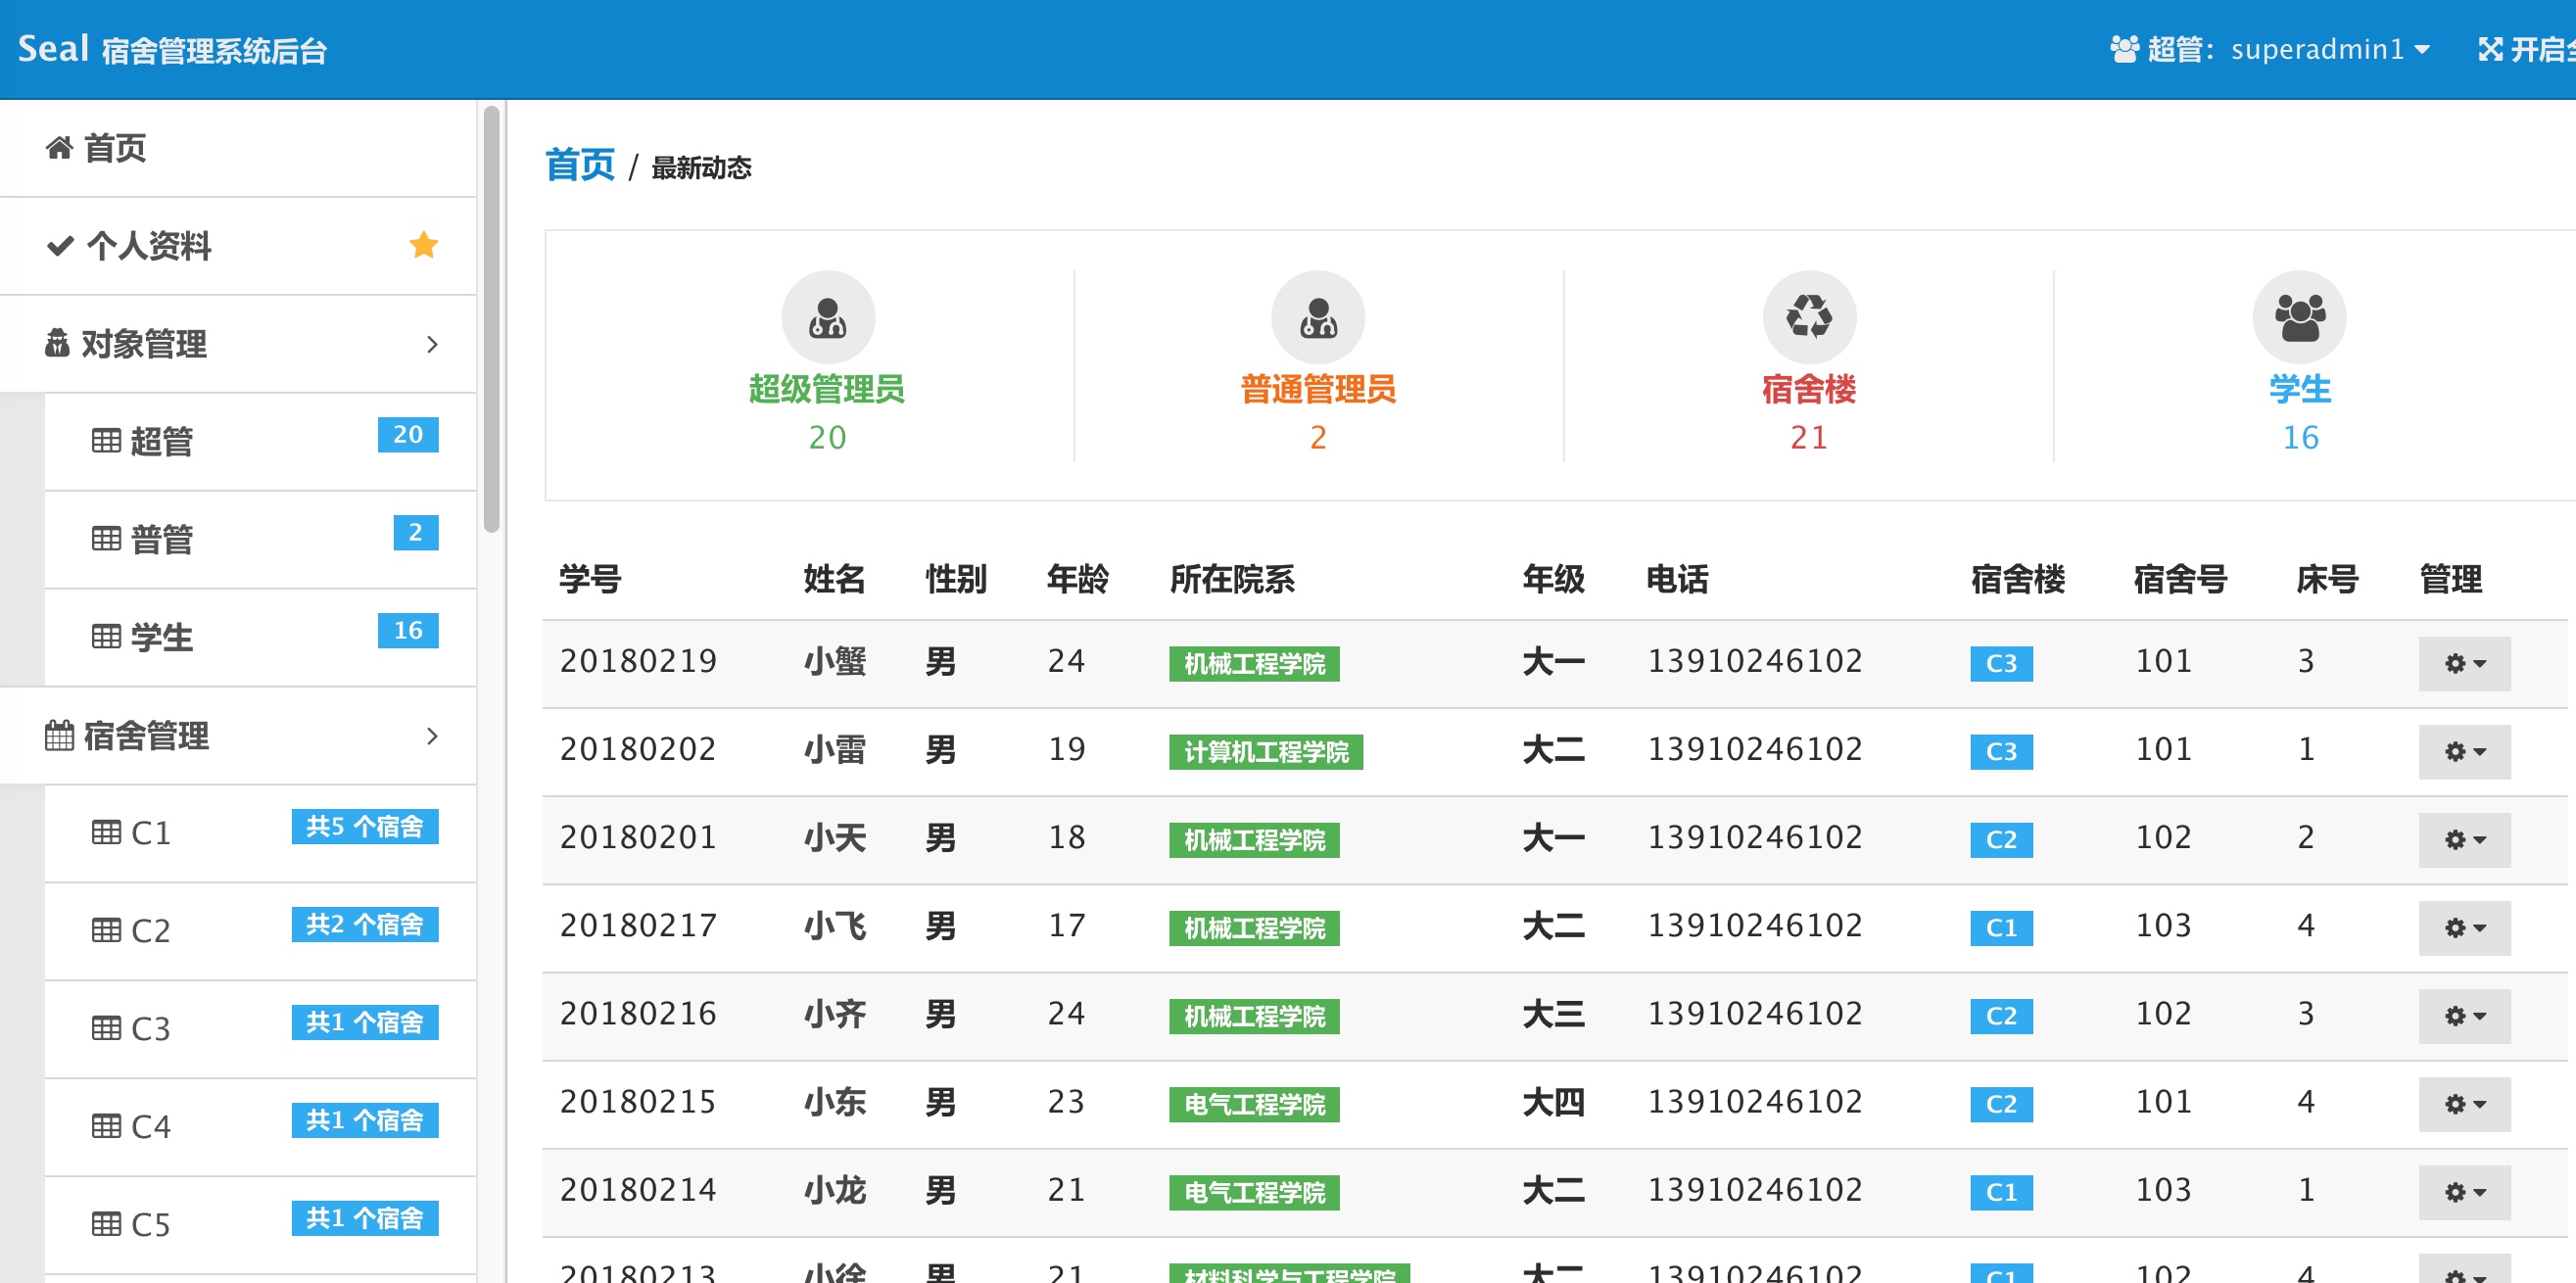 Seal 宿舍管理系统后台
超管：superadmin1
开启
首页
个人资料
对象管理
超管 20
普管 2
学生 16
宿舍管理
C1 共5 个宿舍
C2 共2 个宿舍
C3 共1 个宿舍
C4 共1 个宿舍
C5 共1 个宿舍
首页 / 最新动态
超级管理员 普通管理员 宿舍楼 学生
20 2 21 16
学号 姓名 性别 年龄 所在院系 年级 电话 宿舍楼 宿舍号 床号 管理
20180219 小蟹 男 24 机械工程学院 大一 13910246102 C3 101 3
20180202 小雷 男 19 计算机工程学院 大二 13910246102 C3 101 1
20180201 小天 男 18 机械工程学院 大一 13910246102 C2 102 2
20180217 小飞 男 17 机械工程学院 大二 13910246102 C1 103 4
20180216 小齐 男 24 机械工程学院 大三 13910246102 C2 102 3
20180215 小东 男 23 电气工程学院 大四 13910246102 C2 101 4
20180214 小龙 男 21 电气工程学院 大二 13910246102 C1 103 1
20180213 小徐 男 21 材料科学与工程学院 13910246102 C1 102 4